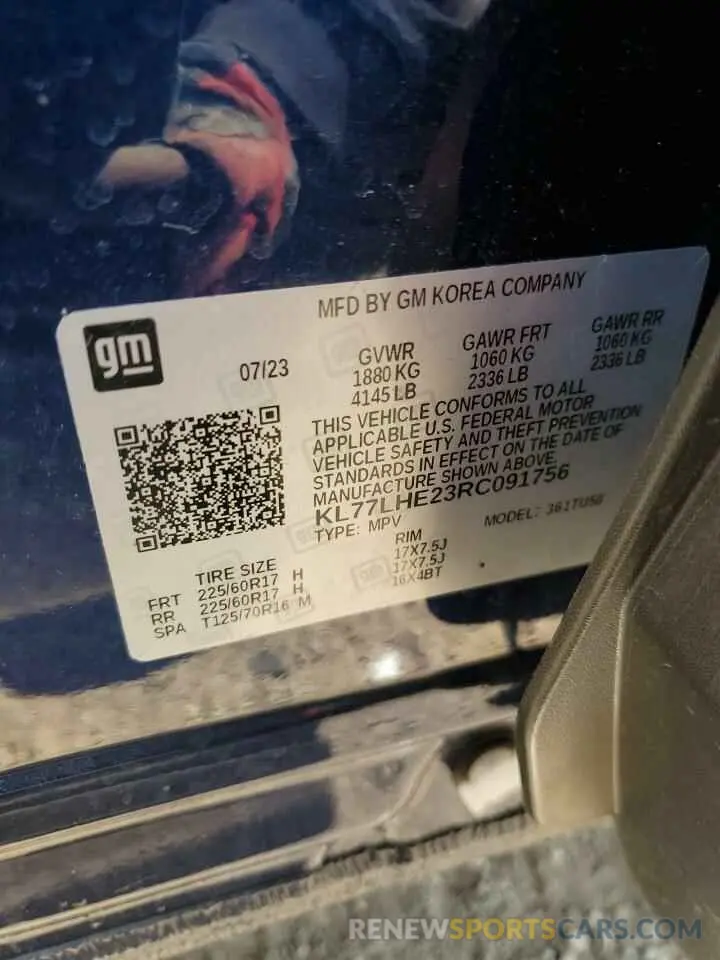 MFD BY GM KOREA COMPANY
gm
07/23
GVWR
1880 KG
4145 LB
GAWR FRT
1060 KG
2336 LB
GAWR RR
1060 KG
2336 LB
THIS VEHICLE CONFORMS TO ALL
APPLICABLE U.S. FEDERAL MOTOR
VEHICLE SAFETY AND THEFT PREVENTION
STANDARDS IN EFFECT ON THE DATE OF
MANUFACTURE SHOWN ABOVE.
KL77LHE23RC091756
TYPE: MPV
MODEL: 361TU58
TIRE SIZE
RIM
FRT 225/60R17 H 17X7.5J
RR 225/60R17 H 17X7.5J
SPA T125/70R16 M 16X4BT
RENEWSPORTSCARS.COM